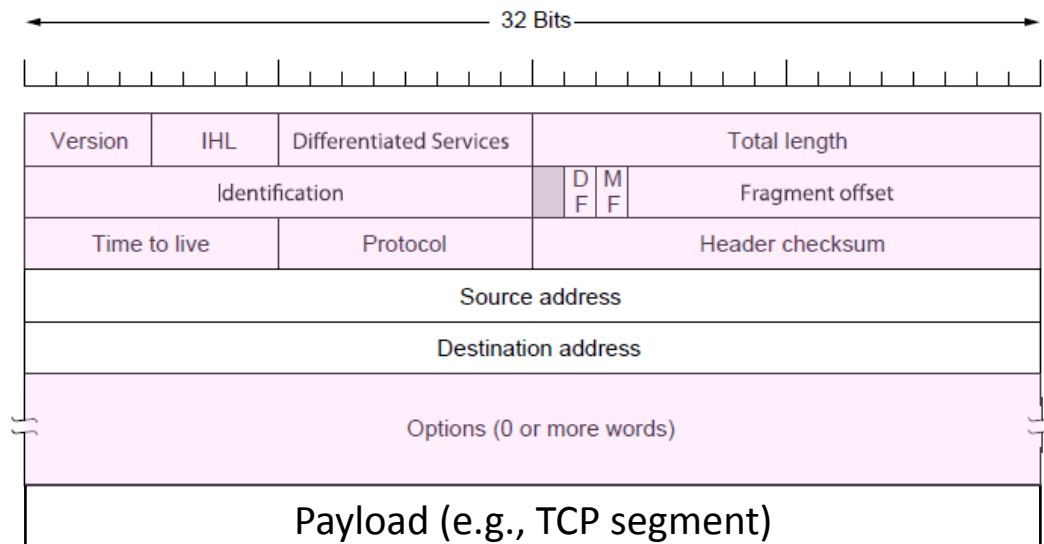 32 Bits
Version IHL Differentiated Services Total length
Identification D F M F Fragment offset
Time to live Protocol Header checksum
Source address
Destination address
Options (0 or more words)
Payload (e.g., TCP segment)